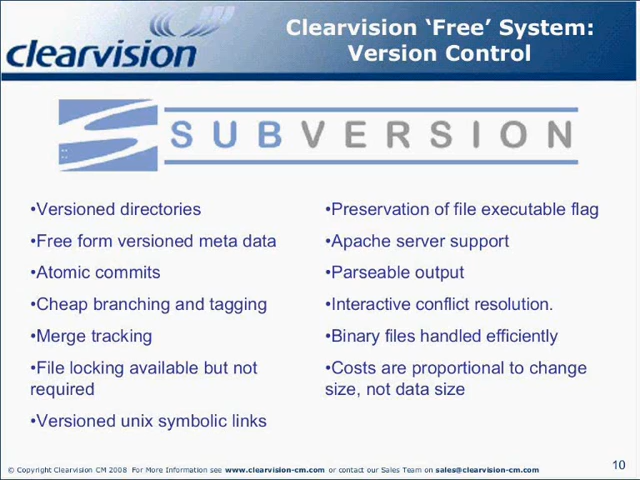 clearvision
Clearvision ‘Free’ System:
Version Control
SUBVERSION
•Versioned directories
•Free form versioned meta data
•Atomic commits
•Cheap branching and tagging
•Merge tracking
•File locking available but not
required
•Versioned unix symbolic links
•Preservation of file executable flag
•Apache server support
•Parseable output
•Interactive conflict resolution.
•Binary files handled efficiently
•Costs are proportional to change
size, not data size
© Copyright Clearvision CM 2008 For More Information see www.clearvision-cm.com or contact our Sales Team on sales@clearvision-cm.com
10